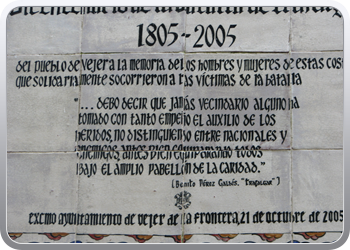 1805-2005
del pueblo de vejera la memoria de los hombres y mujeres de estas cos
que solidariamente socorrieron a las víctimas de la batalla
"... debo decir que jamás vecindario alguno ha
tomado con tanto empeño el auxilio de los
heridos, no distinguiendo entre nacionales y
enemigos, antes bien equiparando todos
bajo el amplio pabellón de la caridad."
(Benito Pérez Galdós, "Trafalgar")
excmo ayuntamiento de vejer de la frontera, 21 de octubre de 2005